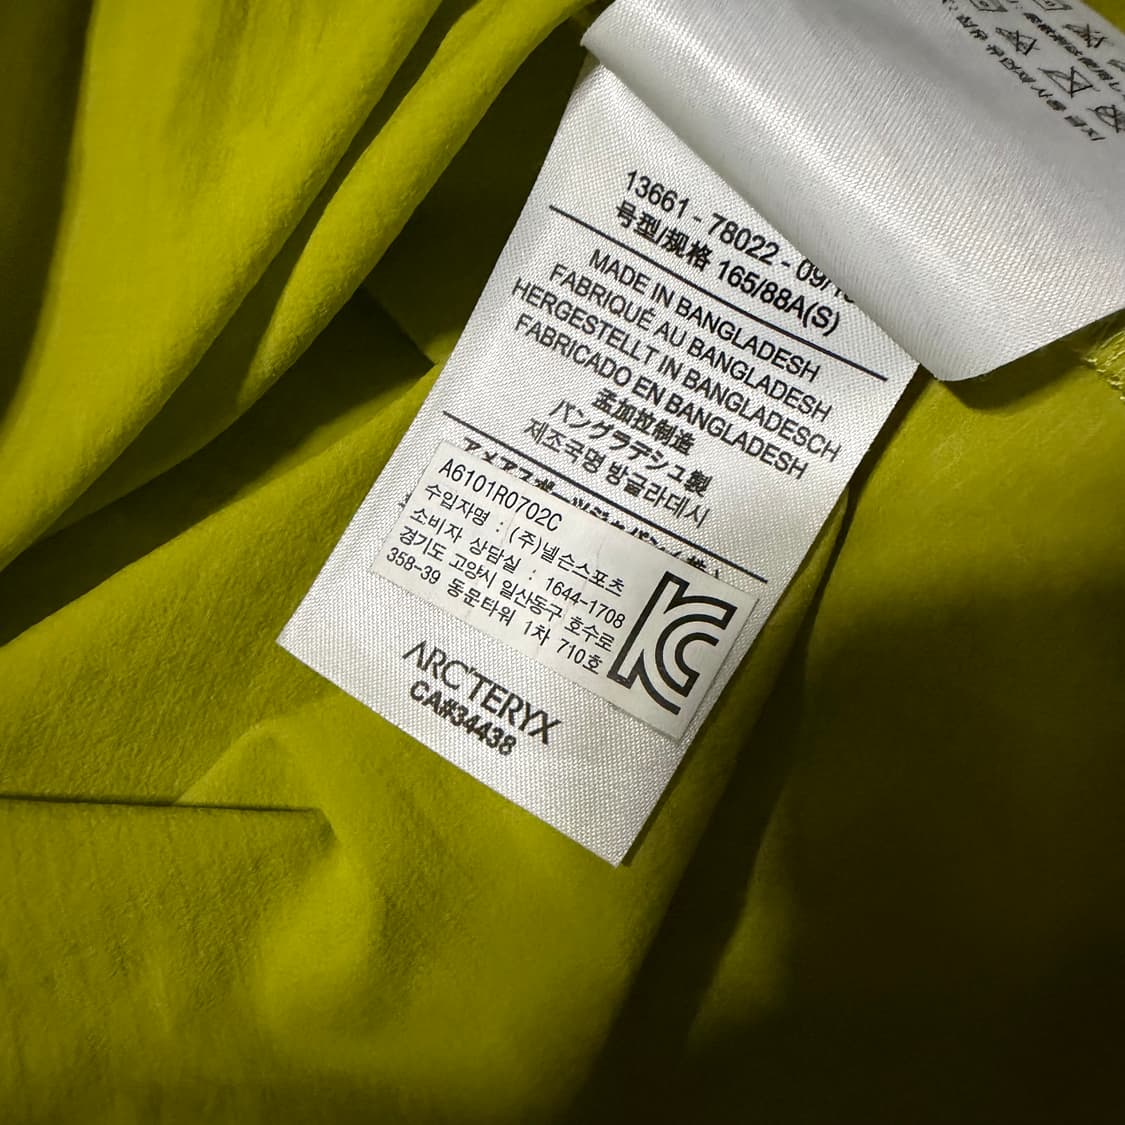 13661 - 78022 - 09/
号型/规格 165/88A(S)
MADE IN BANGLADESH
FABRIQUÉ AU BANGLADESH
HERGESTELLT IN BANGLADESCH
FABRICADO EN BANGLADESH
孟加拉制造
バングラデシュ製
제조국명 방글라데시
A6101R0702C
수입자명 : (주)넬슨스포츠
소비자 상담실 : 1644-1708
경기도 고양시 일산동구 호수로
358-39 동문타워 1차 710호
ARC'TERYX
CA#34438